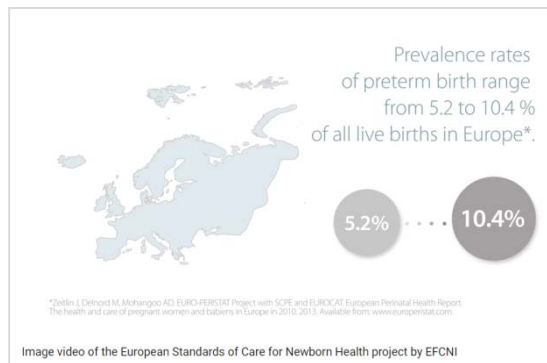 Prevalence rates
of preterm birth range
from 5.2 to 10.4 %
of all live births in Europe*.
5.2%
10.4%
*Zeitlin J, Delnord M, Mohangoo AD. EURO-PERISTAT Project with SCPE and EUROCAT. European Perinatal Health Report.
The health and care of pregnant women and babiens in Europe in 2010. 2013. Available from: www.europeristat.com.
Image video of the European Standards of Care for Newborn Health project by EFCNI